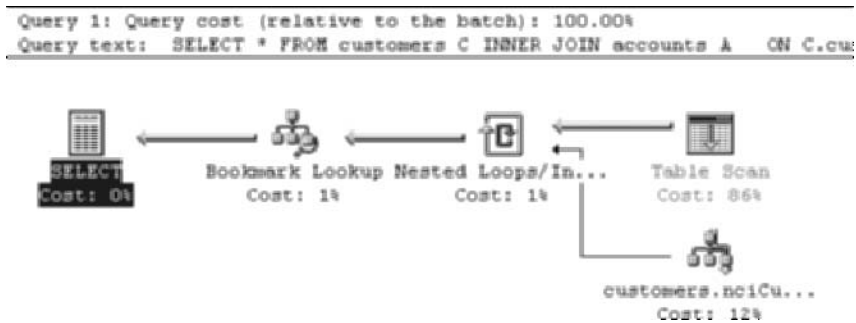 Query 1: Query cost (relative to the batch): 100.00%
Query text: SELECT * FROM customers C INNER JOIN accounts A ON C.cus
SELECT
Cost: 0%
Bookmark Lookup
Cost: 1%
Nested Loops/In...
Cost: 1%
Table Scan
Cost: 86%
customers.nciCu...
Cost: 12%